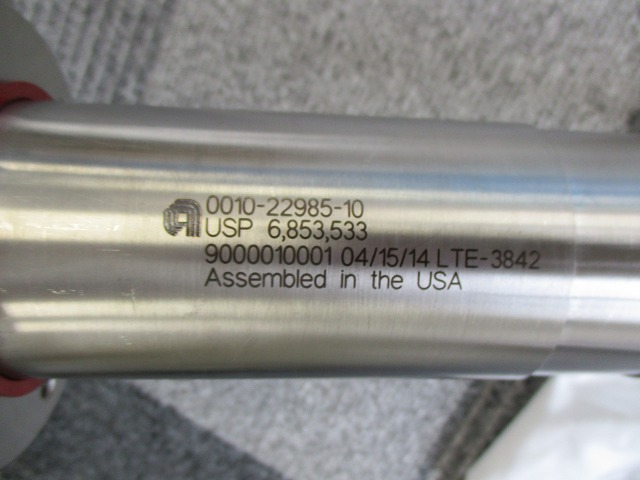 0010-22985-10
USP 6,853,533
9000010001 04/15/14 LTE-3842
Assembled in the USA